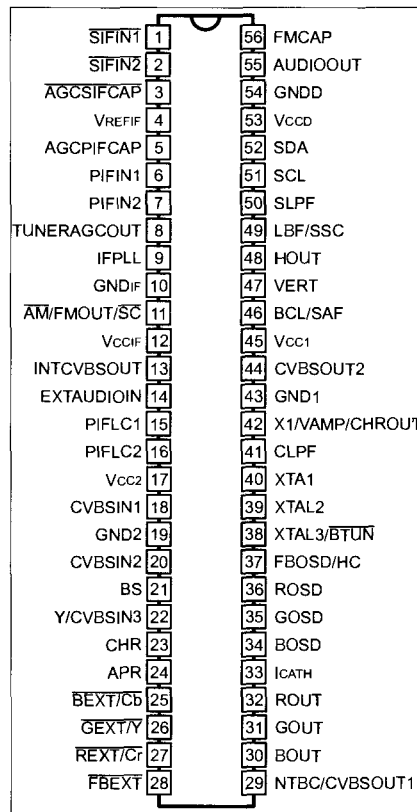 SIFIN1 1 56 FMCAP
SIFIN2 2 55 AUDIOOUT
AGCSIFCAP 3 54 GNDD
VREFIF 4 53 VCCD
AGCPIFCAP 5 52 SDA
PIFIN1 6 51 SCL
PIFIN2 7 50 SLPF
TUNERAGCOUT 8 49 LBF/SSC
IFPLL 9 48 HOUT
GNDIF 10 47 VERT
AM/FMOUT/SC 11 46 BCL/SAF
VCCIF 12 45 VCC1
INTCVBSOUT 13 44 CVBSOUT2
EXTAUDIOIN 14 43 GND1
PIFLC1 15 42 X1/VAMP/CHROUT
PIFLC2 16 41 CLPF
VCC2 17 40 XTA1
CVBSIN1 18 39 XTAL2
GND2 19 38 XTAL3/BTUN
CVBSIN2 20 37 FBOSD/HC
BS 21 36 ROSD
Y/CVBSIN3 22 35 GOSD
CHR 23 34 BOSD
APR 24 33 ICATH
BEXT/Cb 25 32 ROUT
GEXT/Y 26 31 GOUT
REXT/Cr 27 30 BOUT
FBEXT 28 29 NTBC/CVBSOUT1